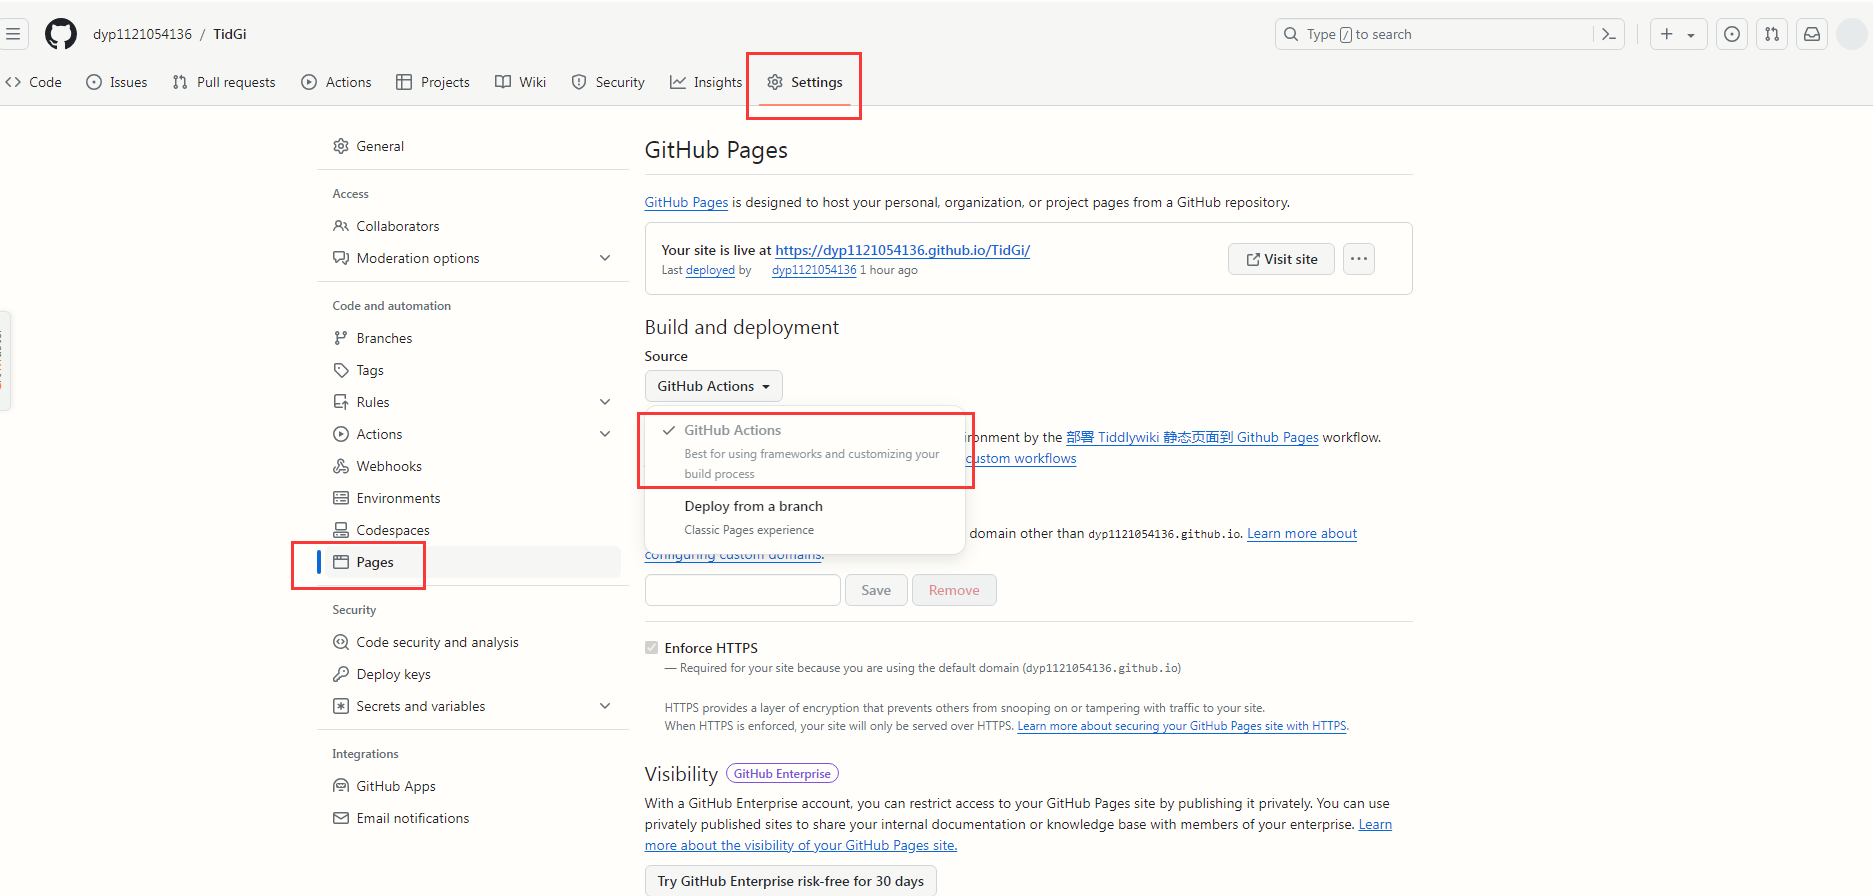 dyp1121054136 / TidGi
Type / to search
Code Issues Pull requests Actions Projects Wiki Security Insights Settings
General
Access
Collaborators
Moderation options
Code and automation
Branches
Tags
Rules
Actions
Webhooks
Environments
Codespaces
Pages
Security
Code security and analysis
Deploy keys
Secrets and variables
Integrations
GitHub Apps
Email notifications
GitHub Pages
GitHub Pages is designed to host your personal, organization, or project pages from a GitHub repository.
Your site is live at https://dyp1121054136.github.io/TidGi/
Last deployed by dyp1121054136 1 hour ago
Visit site
Build and deployment
Source
GitHub Actions
GitHub Actions
Best for using frameworks and customizing your
build process
Deploy from a branch
Classic Pages experience
ironment by the 部署 Tiddlywiki 静态页面到 Github Pages workflow.
custom workflows
domain other than dyp1121054136.github.io. Learn more about
configuring custom domains.
Save Remove
Enforce HTTPS
— Required for your site because you are using the default domain (dyp1121054136.github.io)
HTTPS provides a layer of encryption that prevents others from snooping on or tampering with traffic to your site.
When HTTPS is enforced, your site will only be served over HTTPS. Learn more about securing your GitHub Pages site with HTTPS.
Visibility GitHub Enterprise
With a GitHub Enterprise account, you can restrict access to your GitHub Pages site by publishing it privately. You can use
privately published sites to share your internal documentation or knowledge base with members of your enterprise. Learn
more about the visibility of your GitHub Pages site.
Try GitHub Enterprise risk-free for 30 days